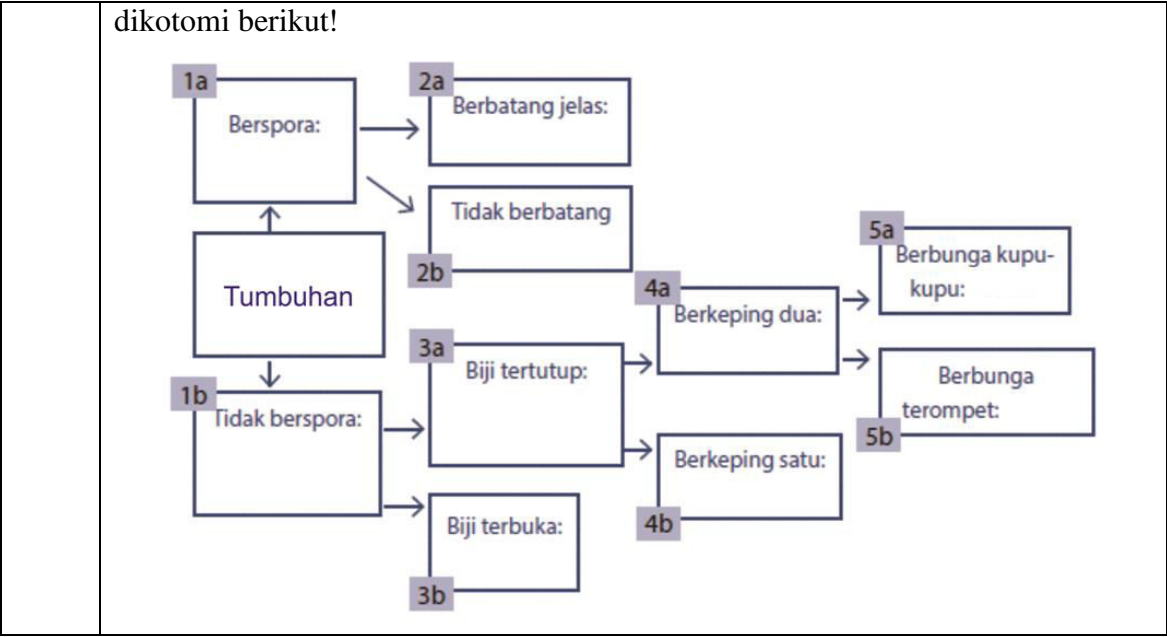 dikotomi berikut!
1a
Berspora:
2a
Berbatang jelas:
Tidak berbatang
2b
Tumbuhan
1b
Tidak berspora:
3a
Biji tertutup:
Biji terbuka:
3b
4a
Berkeping dua:
Berkeping satu:
4b
5a
Berbunga kupu-
kupu:
Berbunga
terompet:
5b